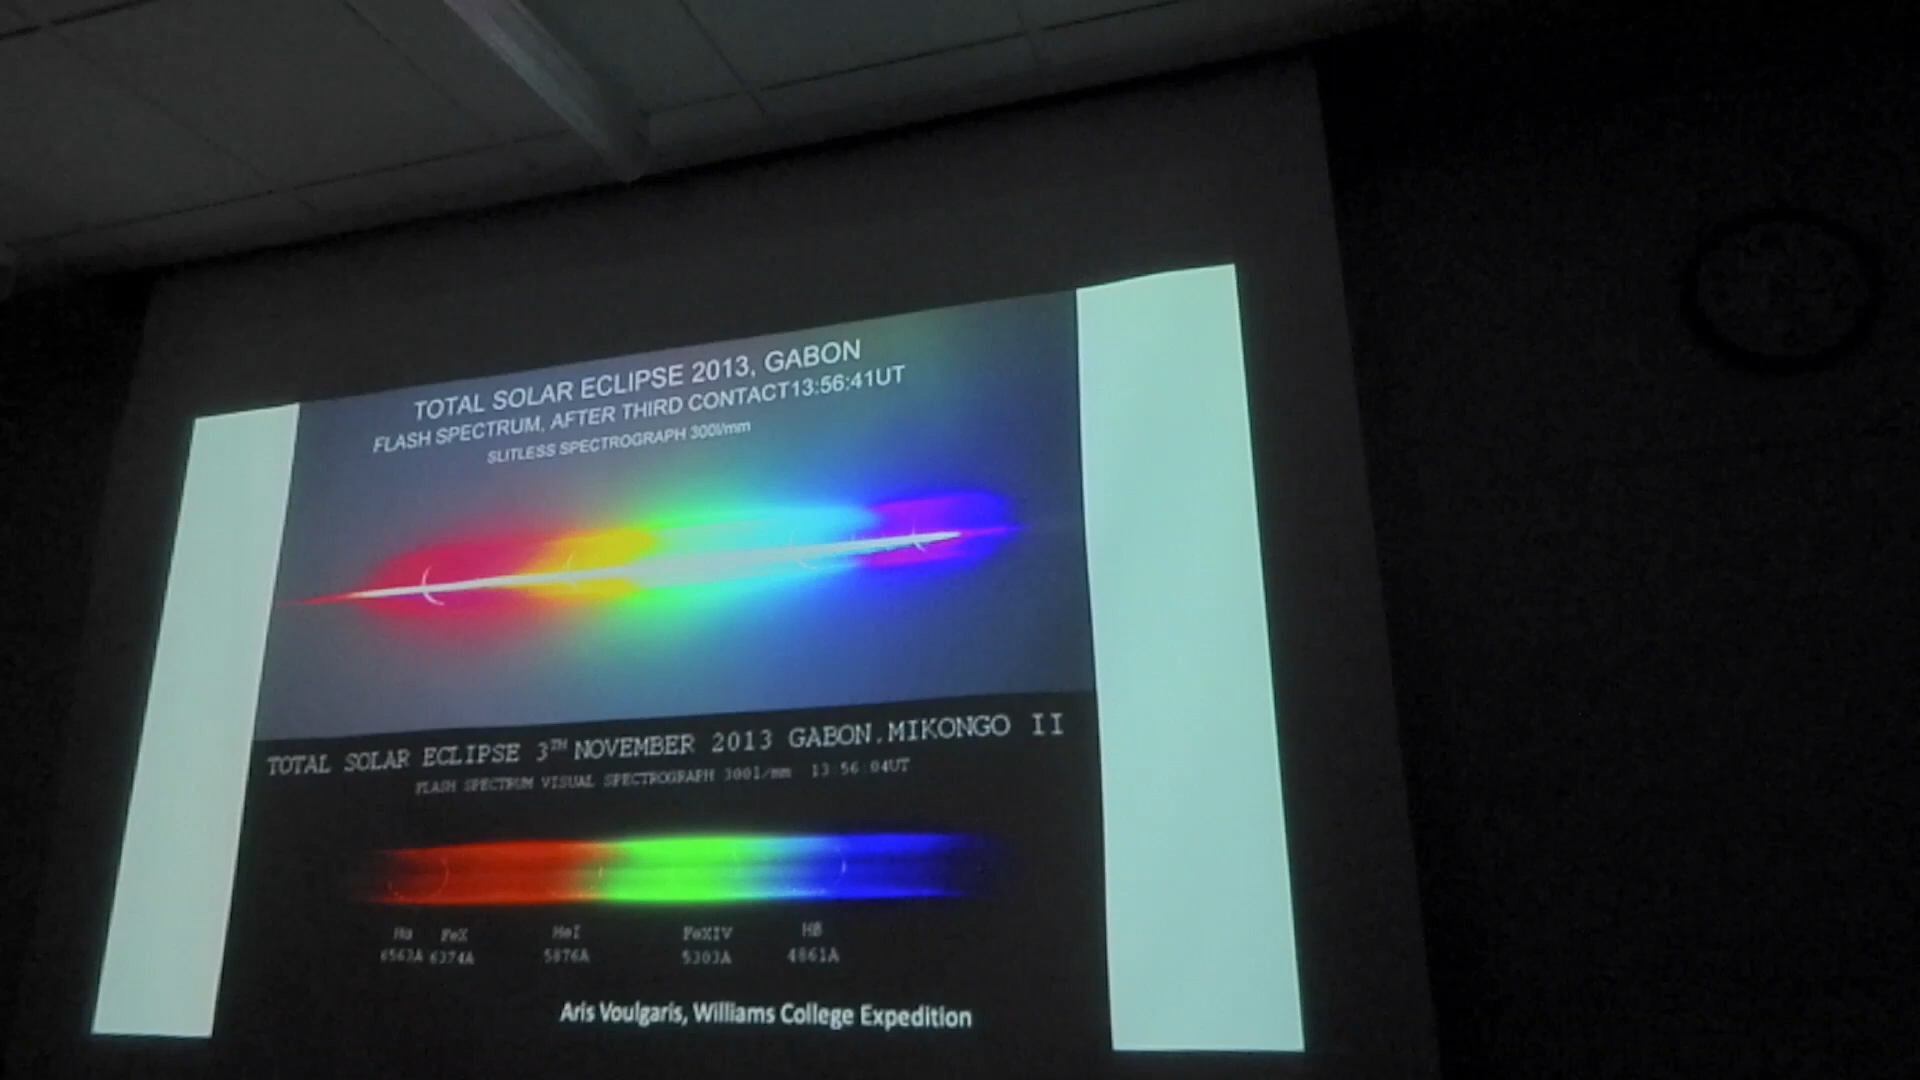 TOTAL SOLAR ECLIPSE 2013, GABON
FLASH SPECTRUM, AFTER THIRD CONTACT13:56:41UT
SLITLESS SPECTROGRAPH 300l/mm
TOTAL SOLAR ECLIPSE 3TH NOVEMBER 2013 GABON.MIKONGO II
FLASH SPECTRUM VISUAL SPECTROGRAPH 300l/mm 13:56:04UT
Hα FeX HeI FeXIV Hβ
6563A 6374A 5876A 5303A 4861A
Aris Voulgaris, Williams College Expedition